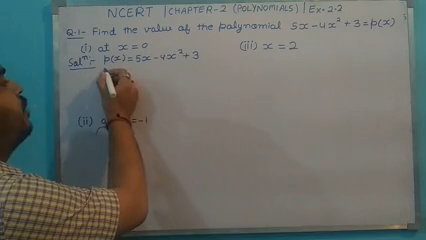 NCERT | CHAPTER-2 (POLYNOMIALS) | Ex-2.2
Q.1- Find the value of the polynomial 5x-4x²+3=p(x)
(i) at x=0 (iii) x=2
Solⁿ:- p(x)=5x-4x²+3
(ii) =-1